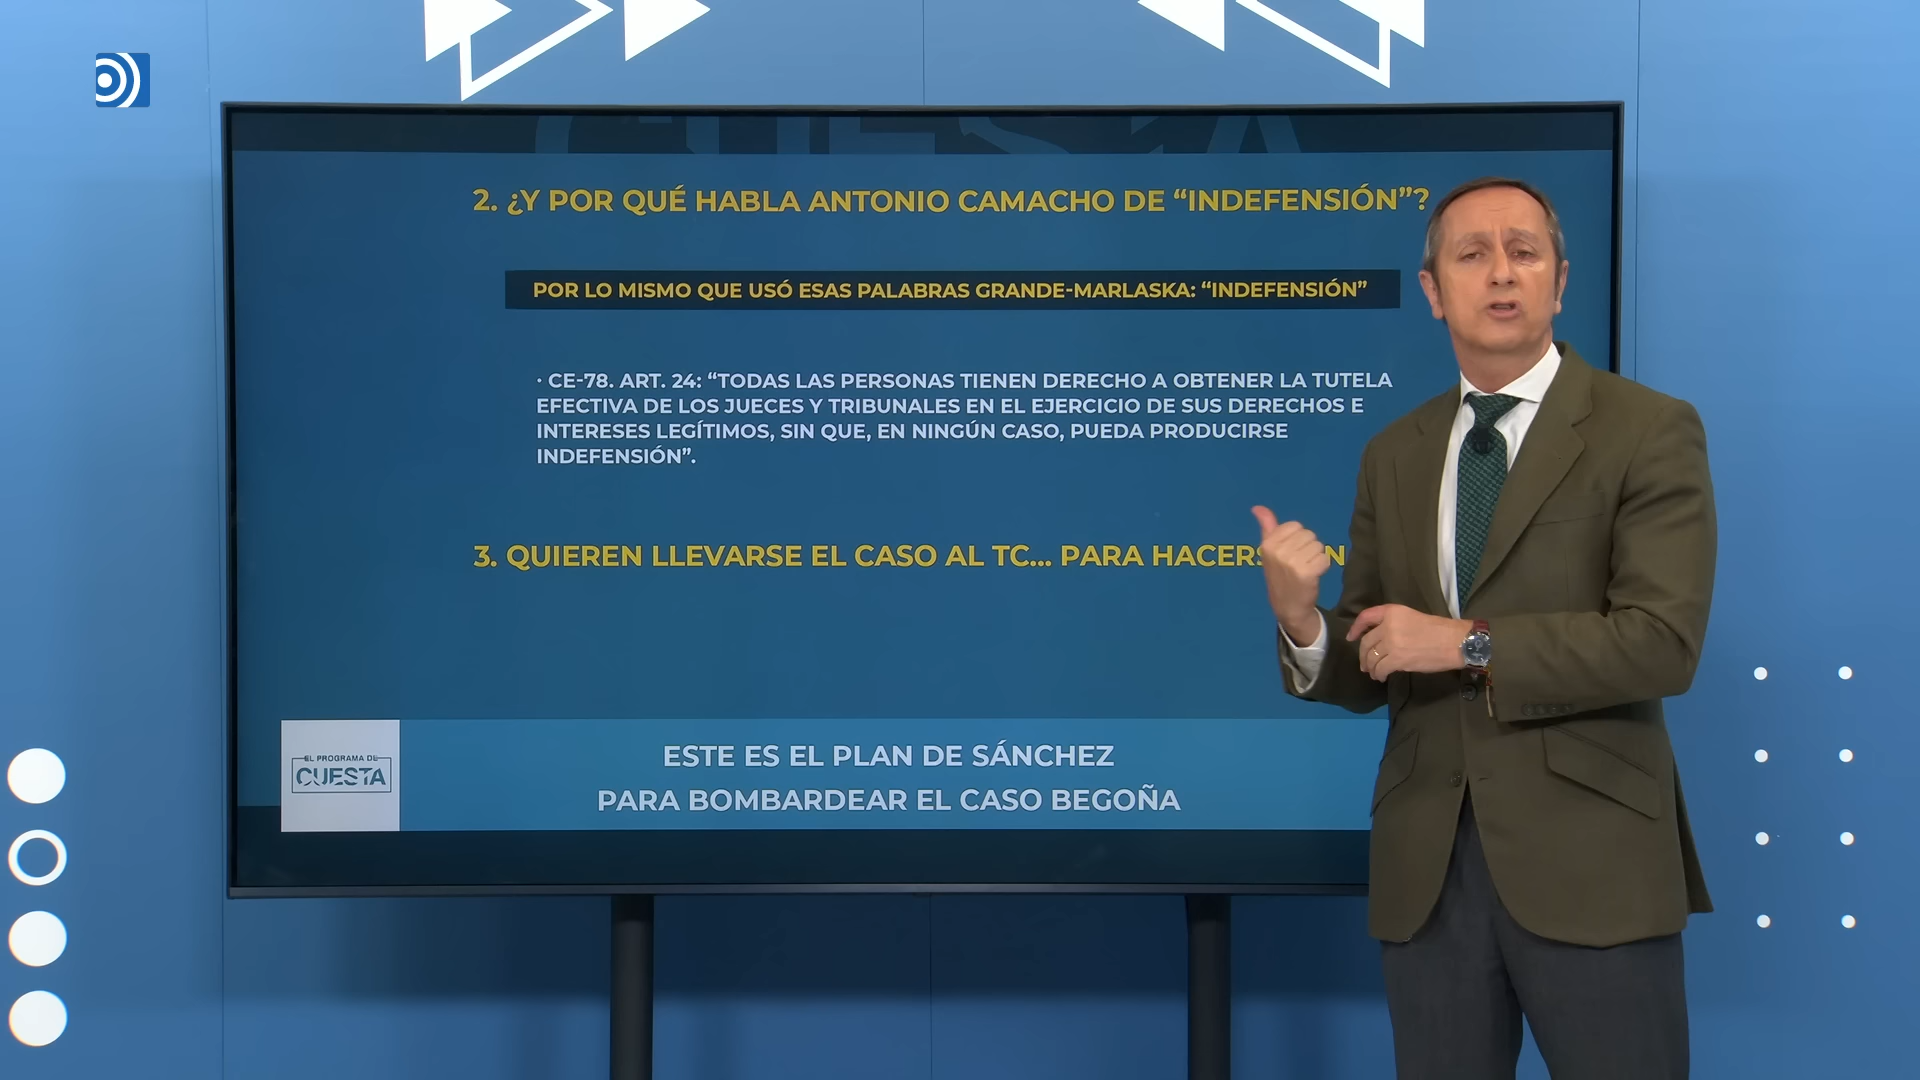 2. ¿Y POR QUÉ HABLA ANTONIO CAMACHO DE “INDEFENSIÓN”?
POR LO MISMO QUE USÓ ESAS PALABRAS GRANDE-MARLASKA: “INDEFENSIÓN”
· CE-78. ART. 24: “TODAS LAS PERSONAS TIENEN DERECHO A OBTENER LA TUTELA
EFECTIVA DE LOS JUECES Y TRIBUNALES EN EL EJERCICIO DE SUS DERECHOS E
INTERESES LEGÍTIMOS, SIN QUE, EN NINGÚN CASO, PUEDA PRODUCIRSE
INDEFENSIÓN”.
3. QUIEREN LLEVARSE EL CASO AL TC... PARA
EL PROGRAMA DE
CUESTA
ESTE ES EL PLAN DE SÁNCHEZ
PARA BOMBARDEAR EL CASO BEGOÑA